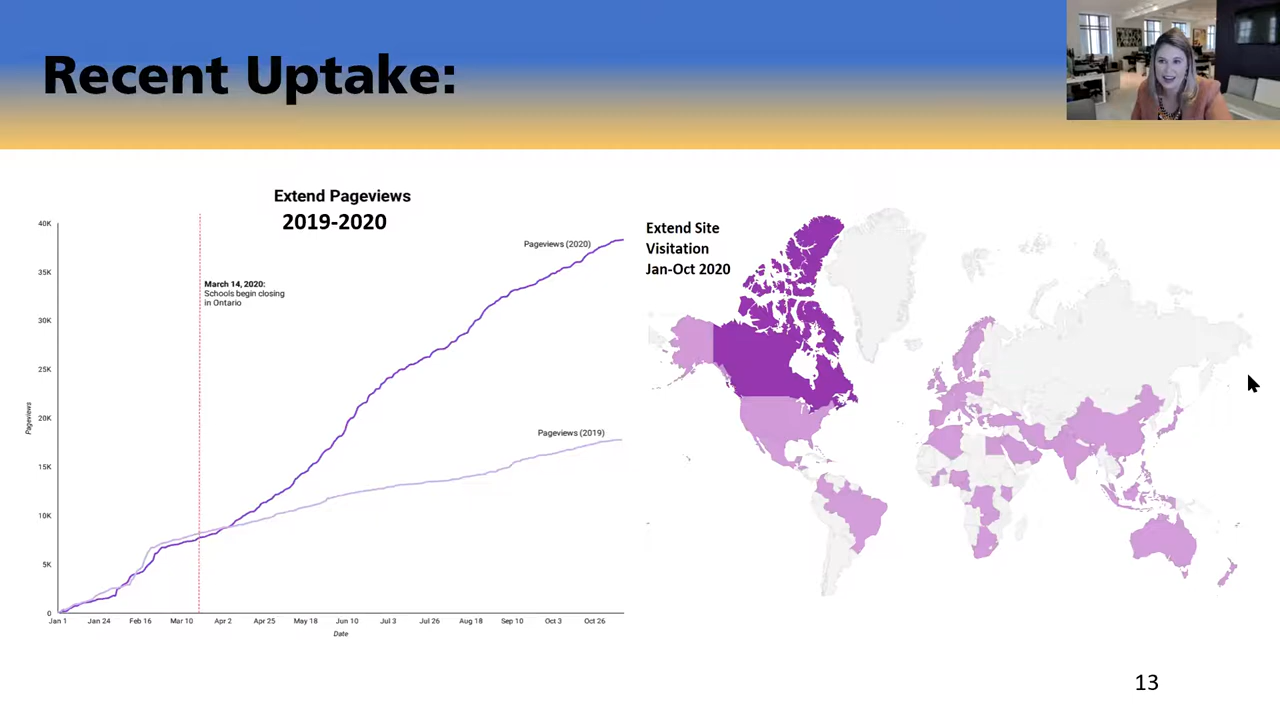 Recent Uptake:
Extend Pageviews
2019-2020
40K
35K
30K
25K
20K
15K
10K
5K
0
Pageviews
March 14, 2020:
Schools begin closing
in Ontario
Pageviews (2020)
Pageviews (2019)
Jan 1
Jan 24
Feb 16
Mar 10
Apr 2
Apr 25
May 18
Jun 10
Jul 3
Jul 26
Aug 18
Sep 10
Oct 3
Oct 26
Date
Extend Site
Visitation
Jan-Oct 2020
13